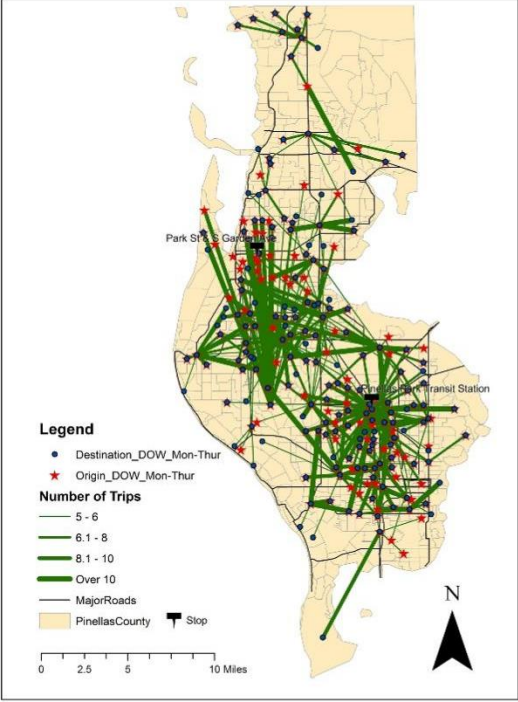 Park St & S Garden Ave
Pinellas Park Transit Station
Legend
Destination_DOW_Mon-Thur
Origin_DOW_Mon-Thur
Number of Trips
5 - 6
6.1 - 8
8.1 - 10
Over 10
MajorRoads
PinellasCounty Stop
0 2.5 5 10 Miles
N